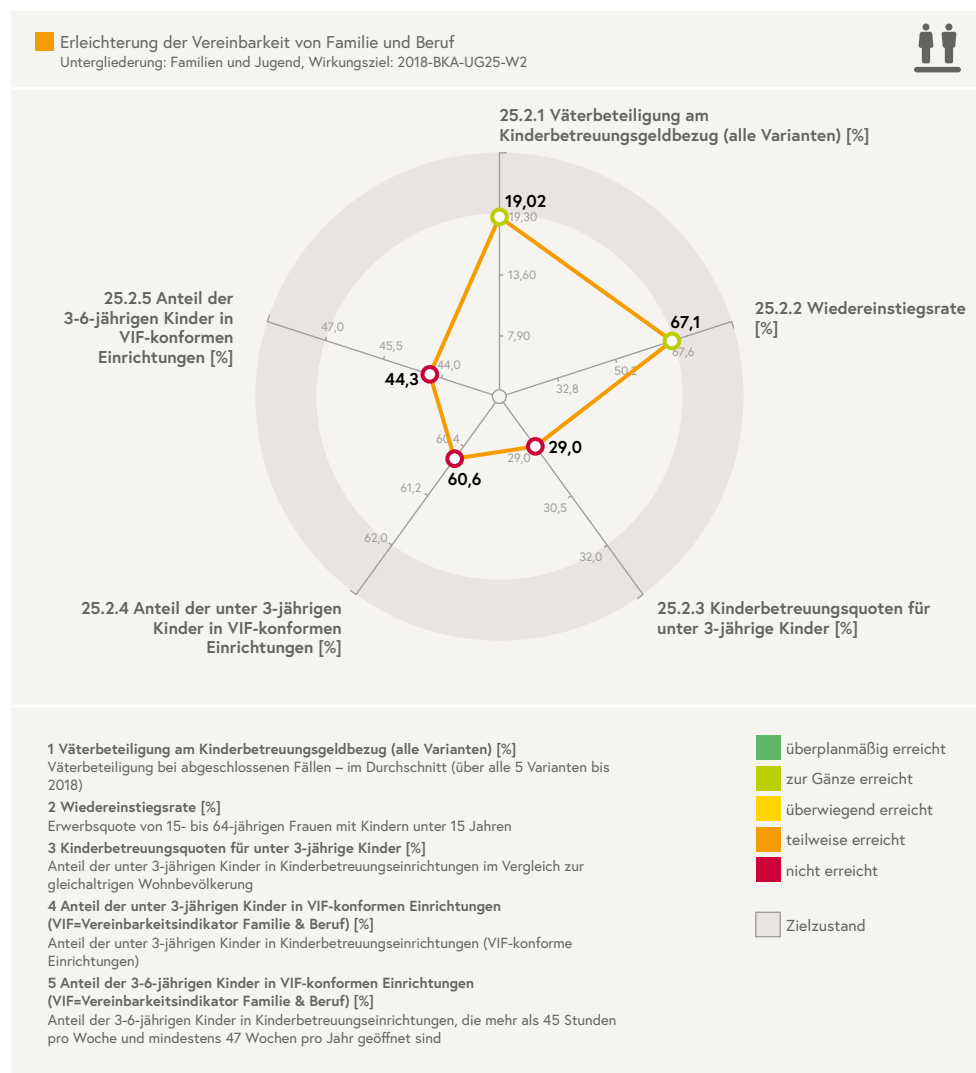 Erleichterung der Vereinbarkeit von Familie und Beruf
Untergliederung: Familien und Jugend, Wirkungsziel: 2018-BKA-UG25-W2
25.2.1 Väterbeteiligung am
Kinderbetreuungsgeldbezug (alle Varianten) [%]
19,02
19,30
13,60
7,90
25.2.2 Wiedereinstiegsrate
[%]
67,1
67,6
50,2
32,8
25.2.5 Anteil der
3-6-jährigen Kinder in
VIF-konformen
Einrichtungen [%]
47,0
45,5
44,0
44,3
29,0
29,0
30,5
32,0
60,4
60,6
61,2
62,0
25.2.4 Anteil der unter 3-jährigen
Kinder in VIF-konformen
Einrichtungen [%]
25.2.3 Kinderbetreuungsquoten für
unter 3-jährige Kinder [%]
1 Väterbeteiligung am Kinderbetreuungsgeldbezug (alle Varianten) [%]
Väterbeteiligung bei abgeschlossenen Fällen – im Durchschnitt (über alle 5 Varianten bis
2018)
2 Wiedereinstiegsrate [%]
Erwerbsquote von 15- bis 64-jährigen Frauen mit Kindern unter 15 Jahren
3 Kinderbetreuungsquoten für unter 3-jährige Kinder [%]
Anteil der unter 3-jährigen Kinder in Kinderbetreuungseinrichtungen im Vergleich zur
gleichaltrigen Wohnbevölkerung
4 Anteil der unter 3-jährigen Kinder in VIF-konformen Einrichtungen
(VIF=Vereinbarkeitsindikator Familie & Beruf) [%]
Anteil der unter 3-jährigen Kinder in Kinderbetreuungseinrichtungen (VIF-konforme
Einrichtungen)
5 Anteil der 3-6-jährigen Kinder in VIF-konformen Einrichtungen
(VIF=Vereinbarkeitsindikator Familie & Beruf) [%]
Anteil der 3-6-jährigen Kinder in Kinderbetreuungseinrichtungen, die mehr als 45 Stunden
pro Woche und mindestens 47 Wochen pro Jahr geöffnet sind
überplanmäßig erreicht
zur Gänze erreicht
überwiegend erreicht
teilweise erreicht
nicht erreicht
Zielzustand